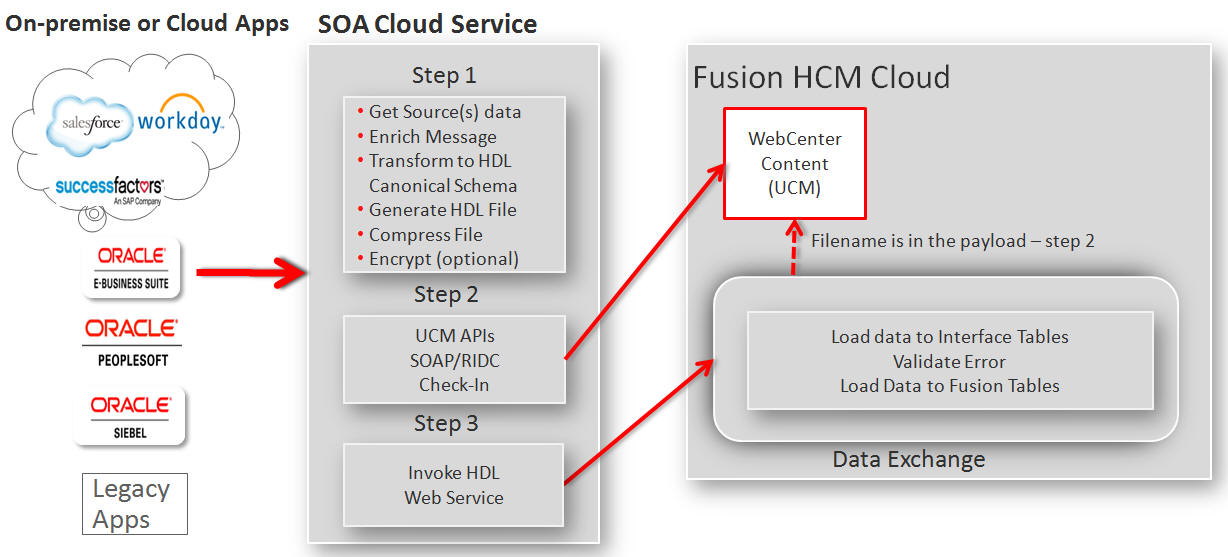 On-premise or Cloud Apps
salesforce
workday
successfactors™
An SAP Company
ORACLE®
E-BUSINESS SUITE
ORACLE®
PEOPLESOFT
ORACLE®
SIEBEL
Legacy
Apps
SOA Cloud Service
Step 1
• Get Source(s) data
• Enrich Message
• Transform to HDL
Canonical Schema
• Generate HDL File
• Compress File
• Encrypt (optional)
Step 2
UCM APIs
SOAP/RIDC
Check-In
Step 3
Invoke HDL
Web Service
Fusion HCM Cloud
WebCenter
Content
(UCM)
Filename is in the payload – step 2
Load data to Interface Tables
Validate Error
Load Data to Fusion Tables
Data Exchange